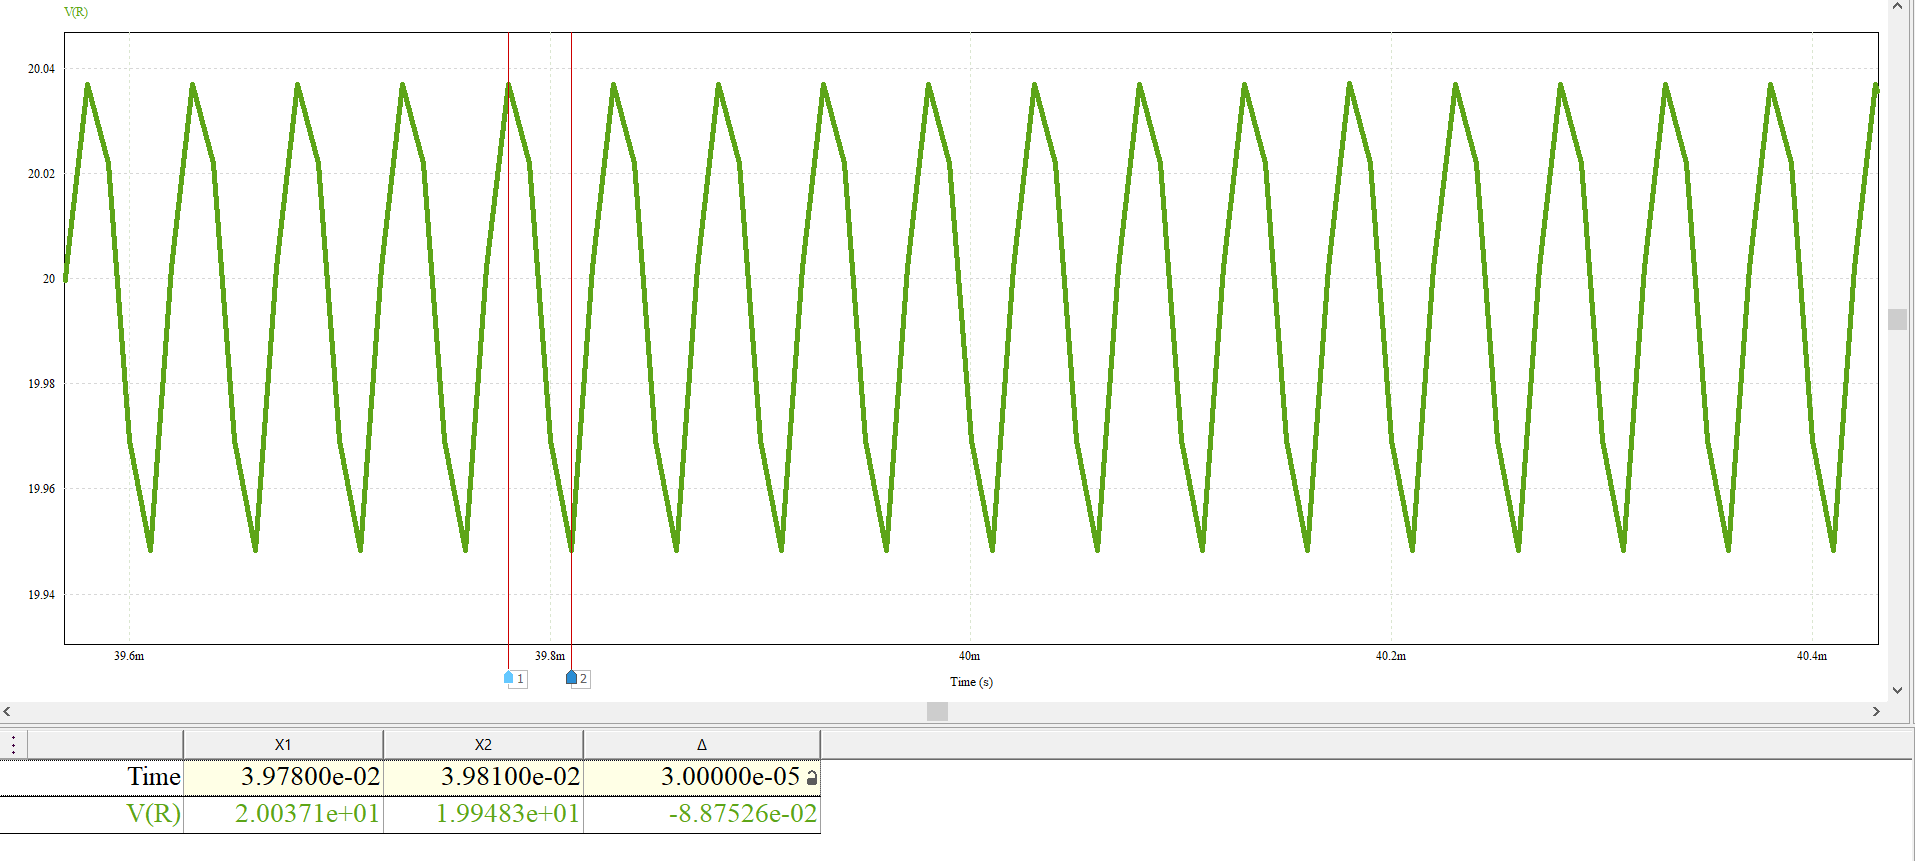 V(R)
20.04
20.02
20
19.98
19.96
19.94
39.6m 39.8m 40m 40.2m 40.4m
1 2
Time (s)
X1 X2 Δ
Time 3.97800e-02 3.98100e-02 3.00000e-05
V(R) 2.00371e+01 1.99483e+01 -8.87526e-02